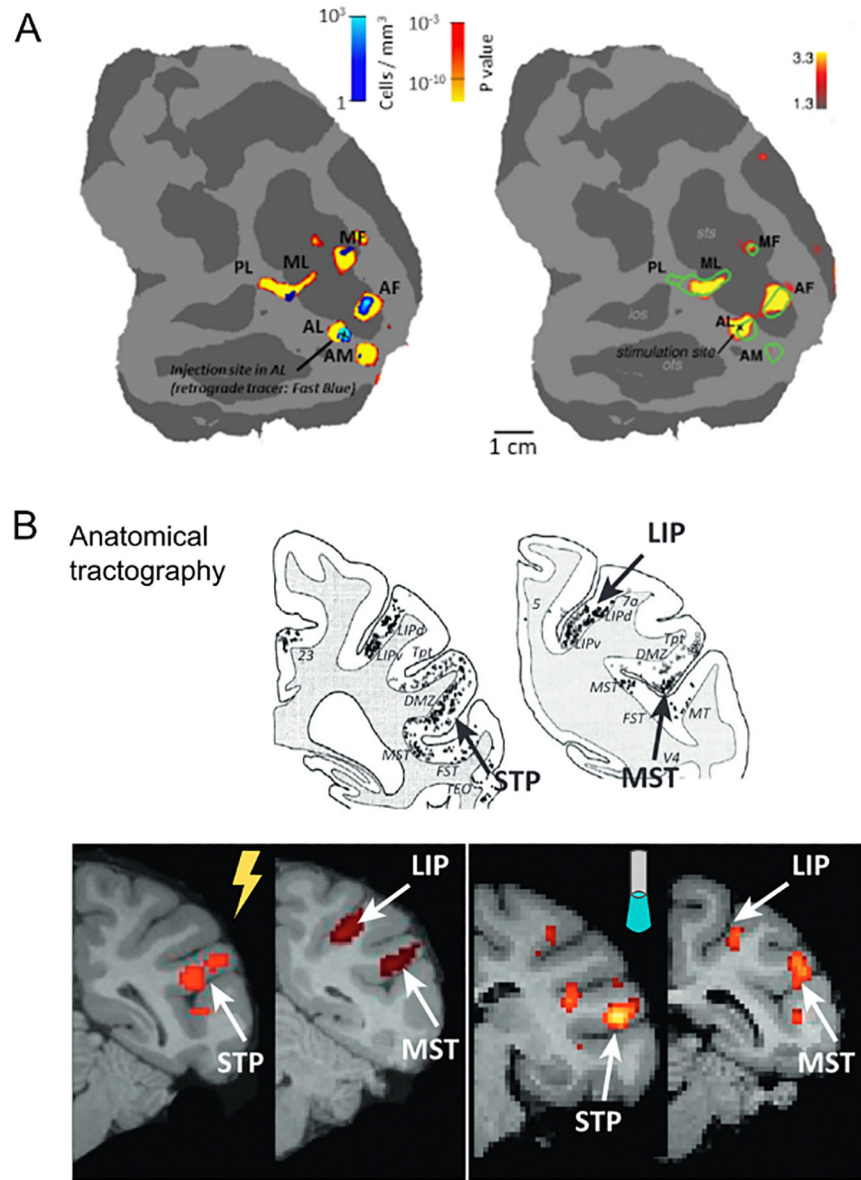 A
10³
1
Cells / mm³
10⁻³
10⁻¹⁰
P value
3.3
1.3
MF
ML
PL
AF
AL
AM
Injection site in AL
(retrograde tracer: Fast Blue)
sts
MF
PL
ML
AF
ios
AL
stimulation site
AM
ots
1 cm
B
Anatomical
tractography
LIP
23
LIPd
LIPv
Tpt
DMZ
MST
FST
TEO
STP
5
7a
LIPd
LIPv
Tpt
DMZ
MST
FST
MT
V4
MST
LIP
STP
MST
LIP
STP
MST